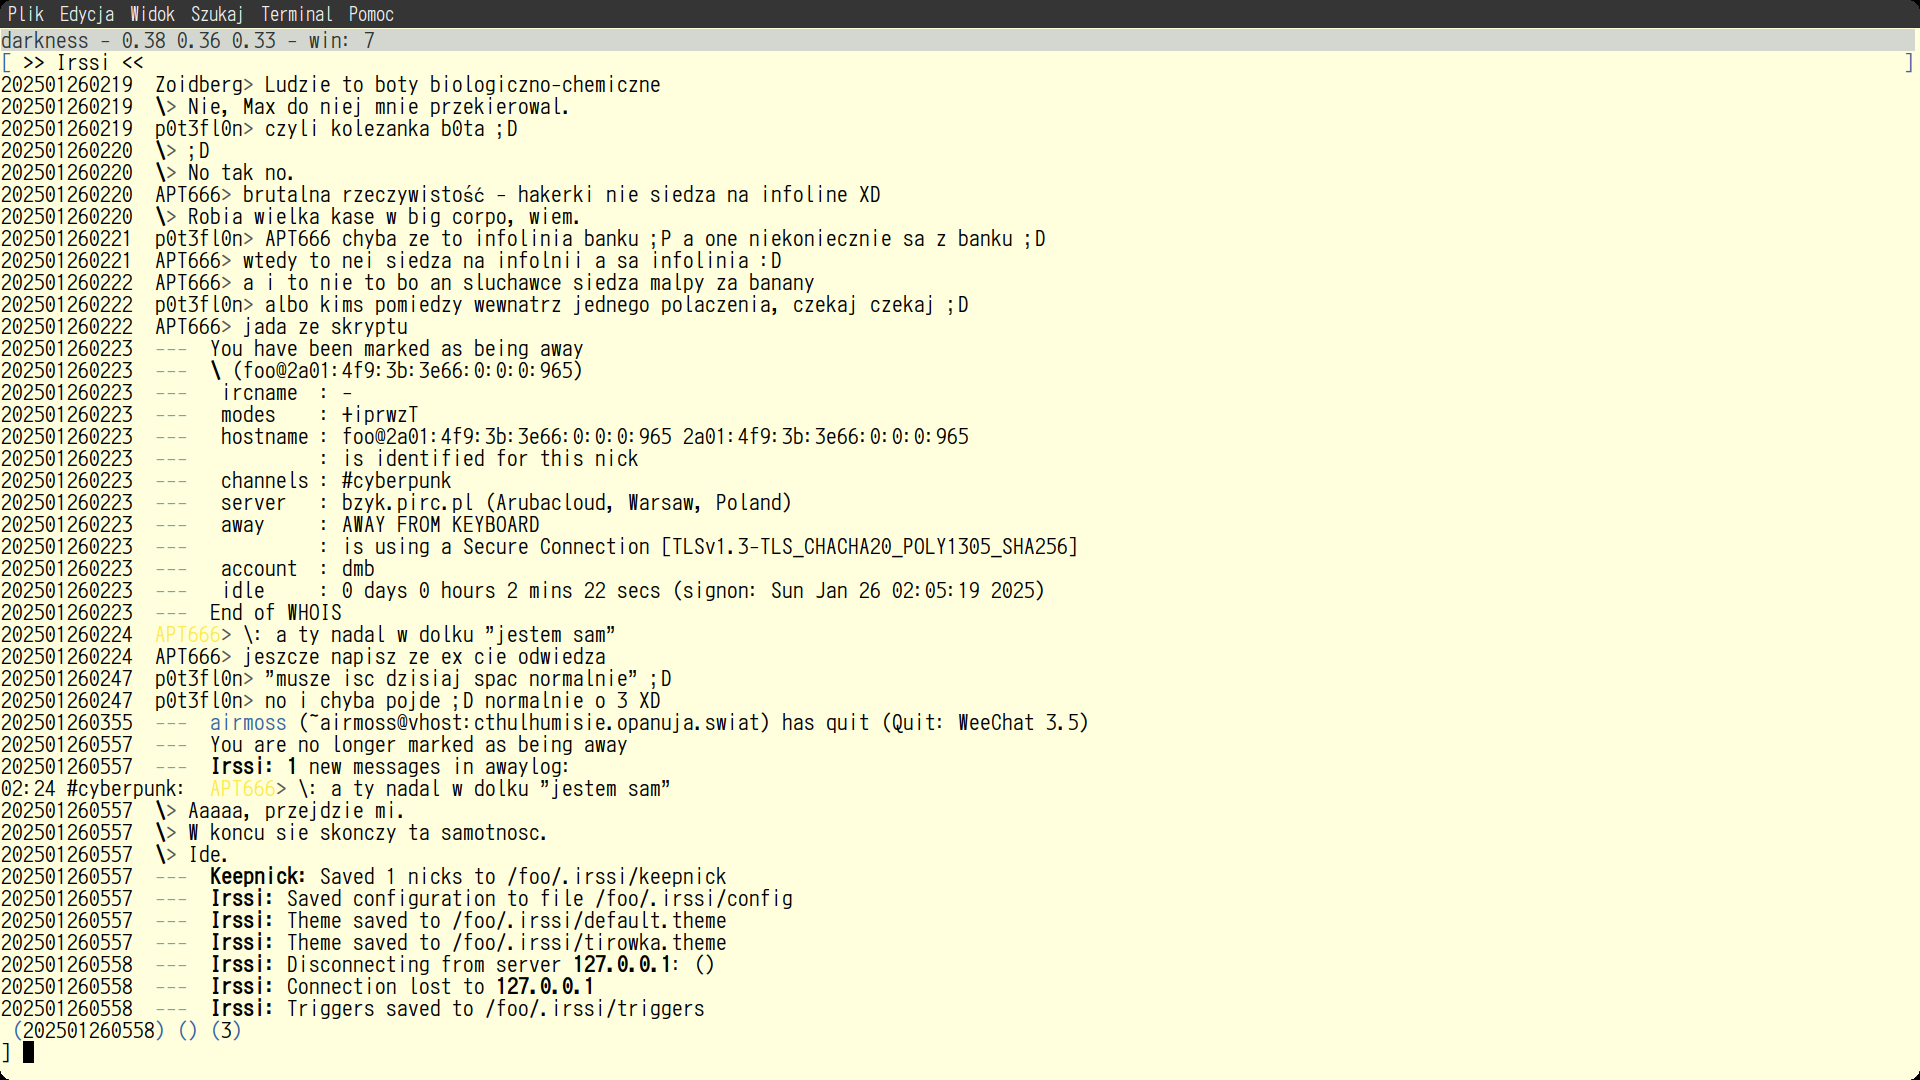 Plik Edycja Widok Szukaj Terminal Pomoc
darkness - 0.38 0.36 0.33 - win: 7
[ >> Irssi << ]
202501260219 Zoidberg> Ludzie to boty biologiczno-chemiczne
202501260219 \> Nie, Max do niej mnie przekierowal.
202501260219 p0t3fl0n> czyli kolezanka b0ta ;D
202501260220 \> ;D
202501260220 \> No tak no.
202501260220 APT666> brutalna rzeczywistość - hakerki nie siedza na infoline XD
202501260220 \> Robia wielka kase w big corpo, wiem.
202501260221 p0t3fl0n> APT666 chyba ze to infolinia banku ;P a one niekoniecznie sa z banku ;D
202501260221 APT666> wtedy to nei siedza na infolnii a sa infolinia :D
202501260222 APT666> a i to nie to bo an sluchawce siedza malpy za banany
202501260222 p0t3fl0n> albo kims pomiedzy wewnatrz jednego polaczenia, czekaj czekaj ;D
202501260222 APT666> jada ze skryptu
202501260223 --- You have been marked as being away
202501260223 --- \ (foo@2a01:4f9:3b:3e66:0:0:0:965)
202501260223 --- ircname : -
202501260223 --- modes : +iprwzT
202501260223 --- hostname : foo@2a01:4f9:3b:3e66:0:0:0:965 2a01:4f9:3b:3e66:0:0:0:965
202501260223 --- : is identified for this nick
202501260223 --- channels : #cyberpunk
202501260223 --- server : bzyk.pirc.pl (Arubacloud, Warsaw, Poland)
202501260223 --- away : AWAY FROM KEYBOARD
202501260223 --- : is using a Secure Connection [TLSv1.3-TLS_CHACHA20_POLY1305_SHA256]
202501260223 --- account : dmb
202501260223 --- idle : 0 days 0 hours 2 mins 22 secs (signon: Sun Jan 26 02:05:19 2025)
202501260223 --- End of WHOIS
202501260224 APT666> \: a ty nadal w dolku "jestem sam"
202501260224 APT666> jeszcze napisz ze ex cie odwiedza
202501260247 p0t3fl0n> "musze isc dzisiaj spac normalnie" ;D
202501260247 p0t3fl0n> no i chyba pojde ;D normalnie o 3 XD
202501260355 --- airmoss (~airmoss@vhost:cthulhumisie.opanuja.swiat) has quit (Quit: WeeChat 3.5)
202501260557 --- You are no longer marked as being away
202501260557 --- Irssi: 1 new messages in awaylog:
02:24 #cyberpunk: APT666> \: a ty nadal w dolku "jestem sam"
202501260557 \> Aaaaa, przejdzie mi.
202501260557 \> W koncu sie skonczy ta samotnosc.
202501260557 \> Ide.
202501260557 --- Keepnick: Saved 1 nicks to /foo/.irssi/keepnick
202501260557 --- Irssi: Saved configuration to file /foo/.irssi/config
202501260557 --- Irssi: Theme saved to /foo/.irssi/default.theme
202501260557 --- Irssi: Theme saved to /foo/.irssi/tirowka.theme
202501260558 --- Irssi: Disconnecting from server 127.0.0.1: ()
202501260558 --- Irssi: Connection lost to 127.0.0.1
202501260558 --- Irssi: Triggers saved to /foo/.irssi/triggers
(202501260558) () (3)
]